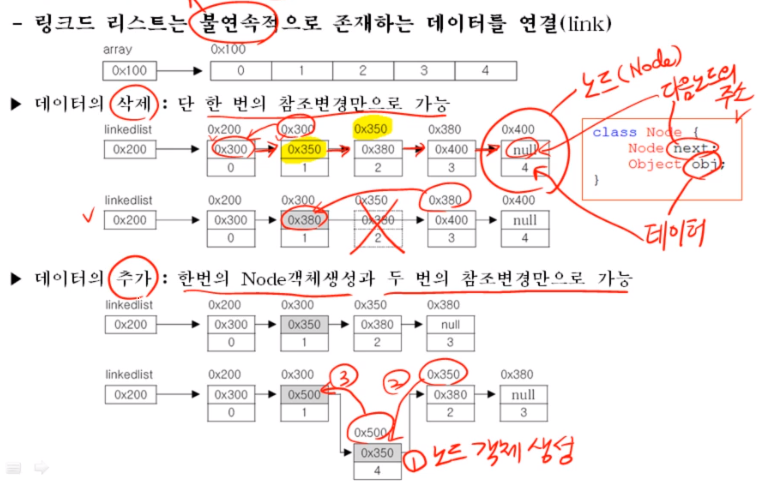 - 링크드 리스트는 불연속적으로 존재하는 데이터를 연결(link)
array 0x100
0x100 0 1 2 3 4
▶ 데이터의 삭제 : 단 한 번의 참조변경만으로 가능
노드(Node)
다음노드의
주소
linkedlist 0x200 0x300 0x350 0x380 0x400
0x200 0x300 0x350 0x380 0x400 null
0 1 2 3 4
class Node {
Node next;
Object obj;
}
데이터
linkedlist 0x200 0x300 0x350 0x380 0x400
0x200 0x300 0x380 0x380 0x400 null
0 1 2 3 4
▶ 데이터의 추가 : 한번의 Node객체생성과 두 번의 참조변경만으로 가능
linkedlist 0x200 0x300 0x350 0x380
0x200 0x300 0x350 0x380 null
0 1 2 3
linkedlist 0x200 0x300 ③ ② 0x350 0x380
0x200 0x300 0x500 0x380 null
0 1 2 3
0x500
0x350
4
① 노드 객체 생성